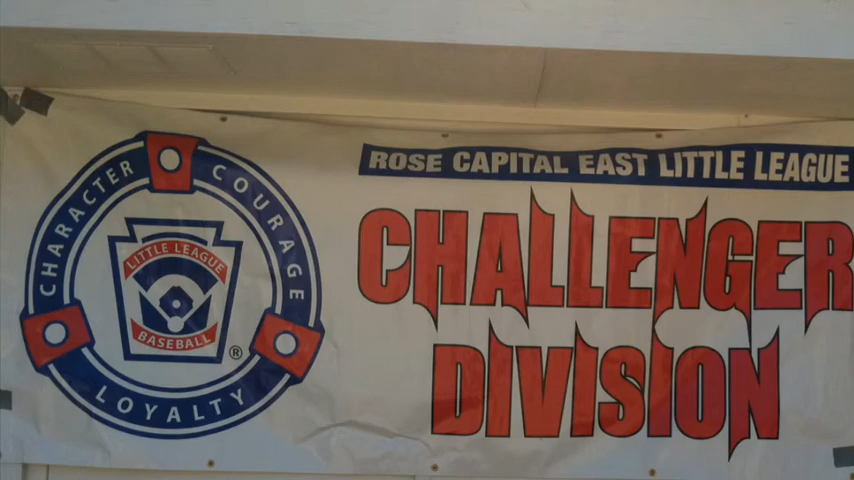 CHARACTER
COURAGE
LOYALTY
LITTLE LEAGUE
BASEBALL
®
ROSE CAPITAL EAST LITTLE LEAGUE
CHALLENGER
DIVISION